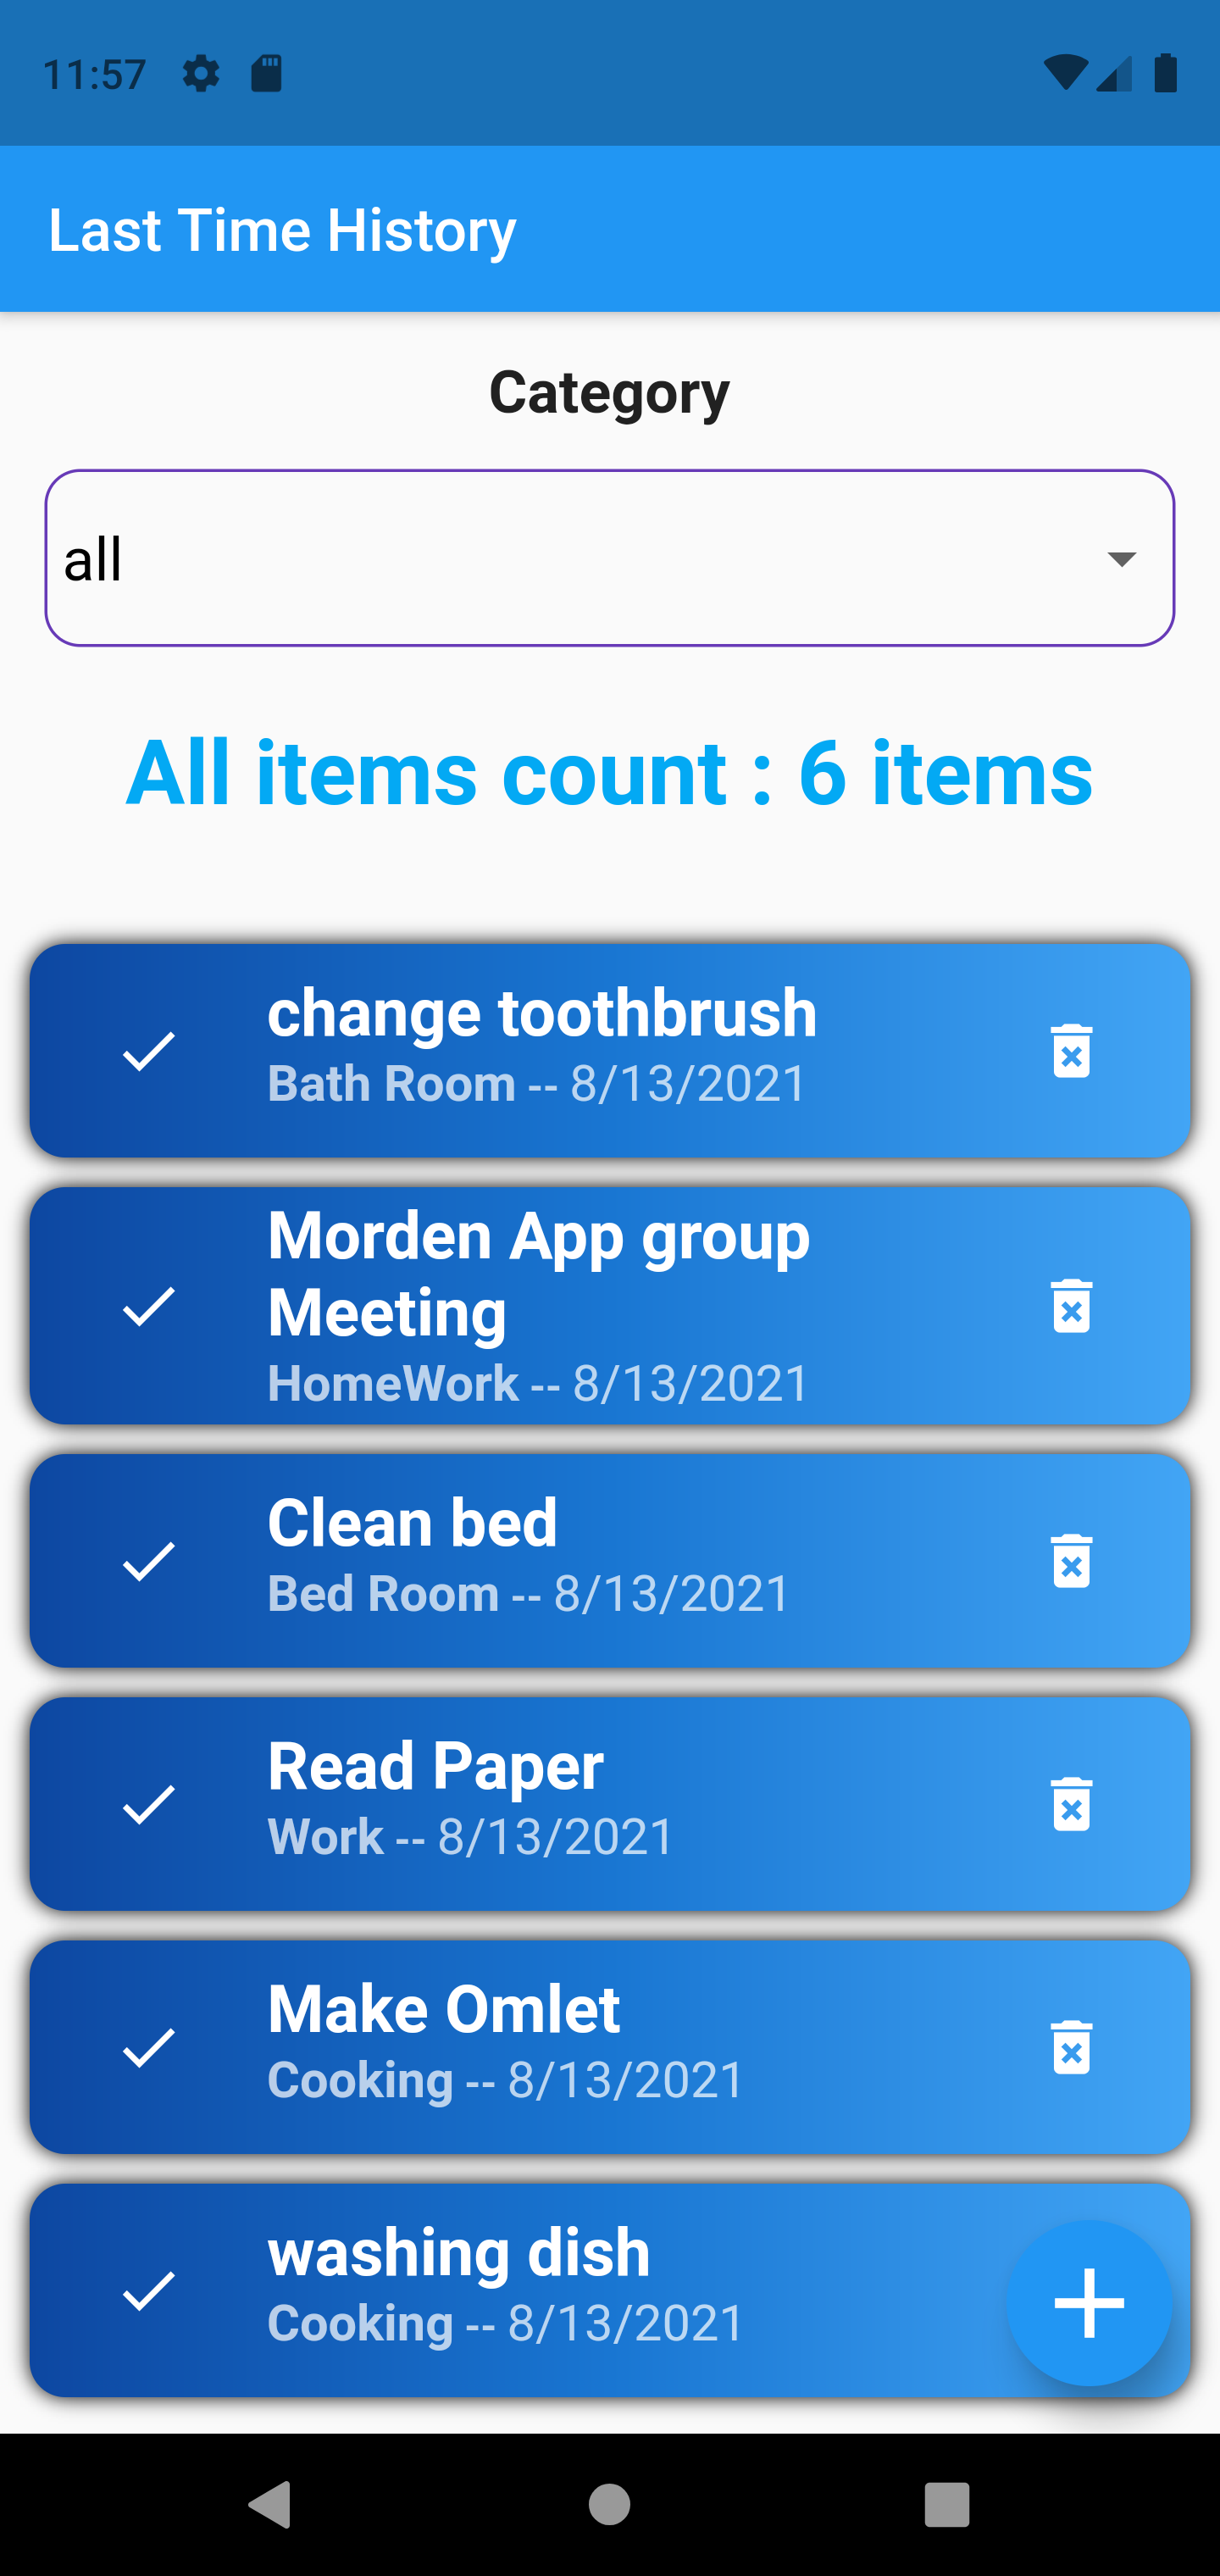 11:57
Last Time History
Category
all
All items count : 6 items
change toothbrush
Bath Room -- 8/13/2021
Morden App group
Meeting
HomeWork -- 8/13/2021
Clean bed
Bed Room -- 8/13/2021
Read Paper
Work -- 8/13/2021
Make Omlet
Cooking -- 8/13/2021
washing dish
Cooking -- 8/13/2021